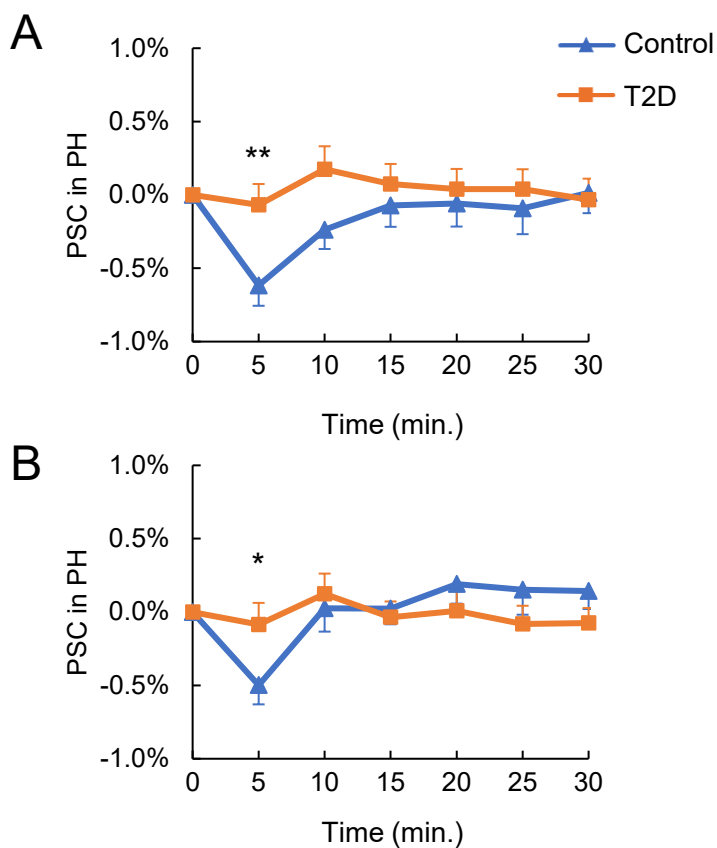 A
Control
T2D
PSC in PH
1.0%
0.5%
0.0%
-0.5%
-1.0%
**
0 5 10 15 20 25 30
Time (min.)
B
PSC in PH
1.0%
0.5%
0.0%
-0.5%
-1.0%
*
0 5 10 15 20 25 30
Time (min.)